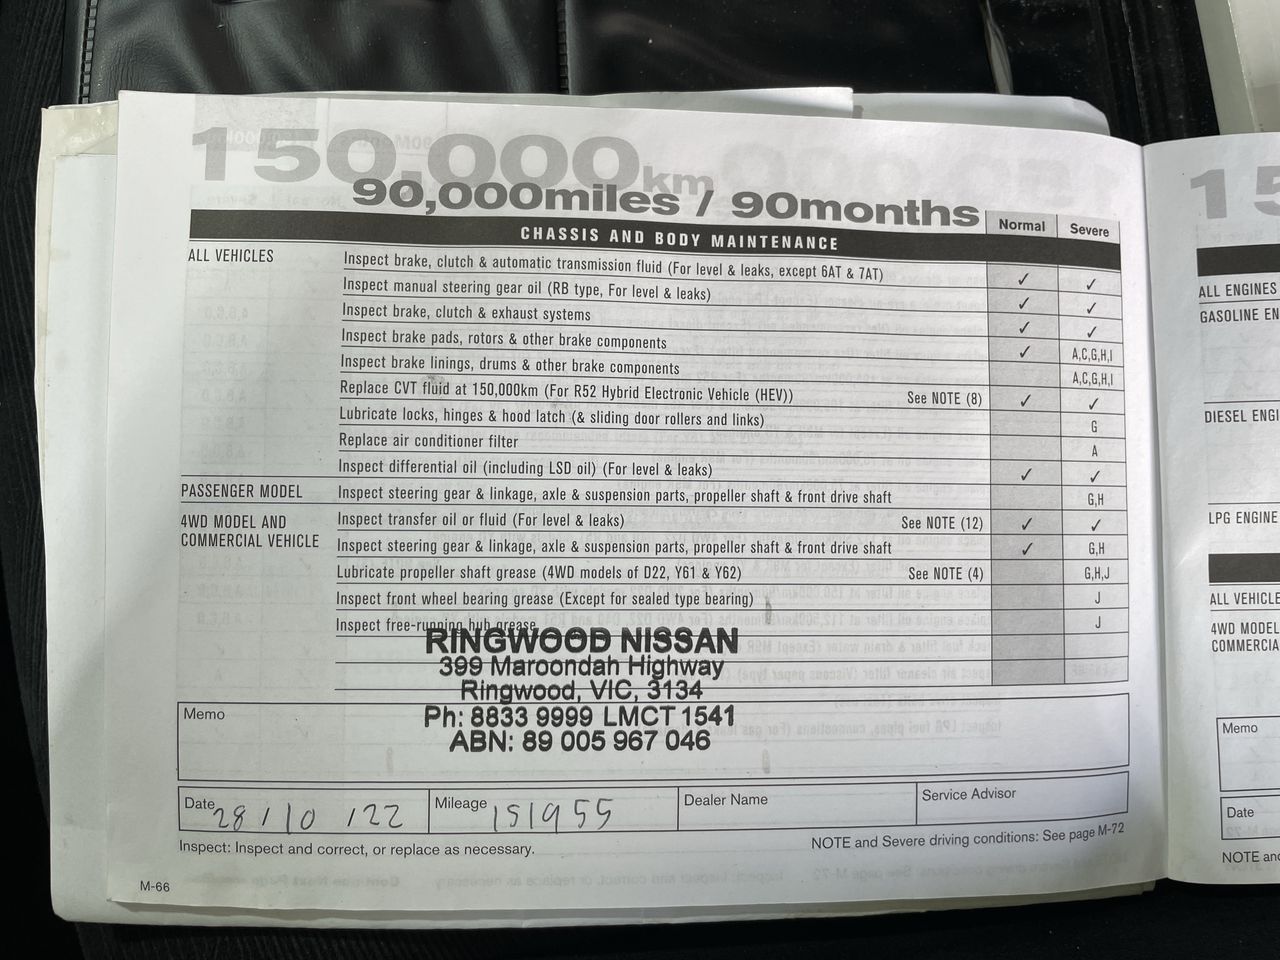 150,000km
90,000miles / 90months
Normal Severe
CHASSIS AND BODY MAINTENANCE
ALL VEHICLES Inspect brake, clutch & automatic transmission fluid (For level & leaks, except 6AT & 7AT) ✓ ✓
Inspect manual steering gear oil (RB type, For level & leaks) ✓ ✓
Inspect brake, clutch & exhaust systems ✓ ✓
Inspect brake pads, rotors & other brake components ✓ A,C,G,H,I
Inspect brake linings, drums & other brake components A,C,G,H,I
Replace CVT fluid at 150,000km (For R52 Hybrid Electronic Vehicle (HEV)) See NOTE (8) ✓ ✓
Lubricate locks, hinges & hood latch (& sliding door rollers and links) G
Replace air conditioner filter A
Inspect differential oil (including LSD oil) (For level & leaks) ✓ ✓
PASSENGER MODEL Inspect steering gear & linkage, axle & suspension parts, propeller shaft & front drive shaft G,H
4WD MODEL AND Inspect transfer oil or fluid (For level & leaks) See NOTE (12) ✓ ✓
COMMERCIAL VEHICLE Inspect steering gear & linkage, axle & suspension parts, propeller shaft & front drive shaft ✓ G,H
Lubricate propeller shaft grease (4WD models of D22, Y61 & Y62) See NOTE (4) G,H,J
Inspect front wheel bearing grease (Except for sealed type bearing) J
Inspect free-running hub grease J
RINGWOOD NISSAN
399 Maroondah Highway
Ringwood, VIC, 3134
Ph: 8833 9999 LMCT 1541
ABN: 89 005 967 046
Memo
Date 28/10/22 Mileage 151955 Dealer Name Service Advisor
Inspect: Inspect and correct, or replace as necessary. NOTE and Severe driving conditions: See page M-72
M-66
15
ALL ENGINES
GASOLINE EN
DIESEL ENGI
LPG ENGINE
ALL VEHICLE
4WD MODEL
COMMERCIA
Memo
Date
NOTE and